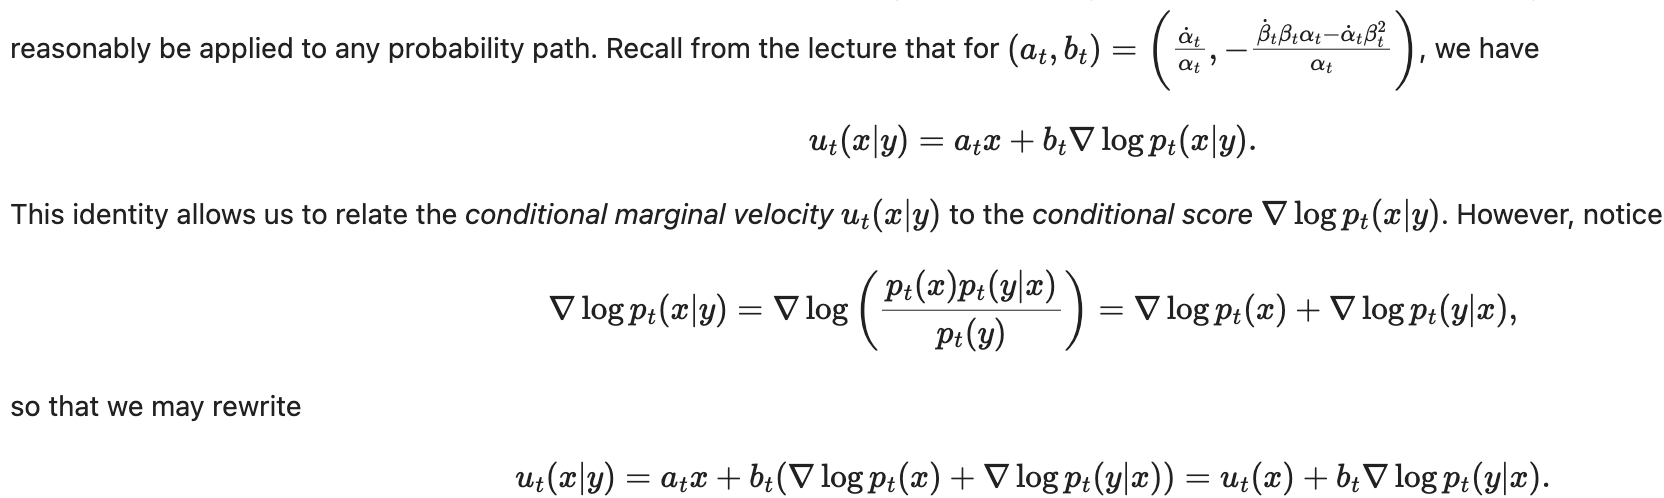 reasonably be applied to any probability path. Recall from the lecture that for $(a_t, b_t) = \left( \frac{\dot{\alpha}_t}{\alpha_t}, -\frac{\dot{\beta}_t \beta_t \alpha_t - \dot{\alpha}_t \beta_t^2}{\alpha_t} \right)$, we have
$u_t(x|y) = a_t x + b_t \nabla \log p_t(x|y).$
This identity allows us to relate the conditional marginal velocity $u_t(x|y)$ to the conditional score $\nabla \log p_t(x|y)$. However, notice
$\nabla \log p_t(x|y) = \nabla \log \left( \frac{p_t(x) p_t(y|x)}{p_t(y)} \right) = \nabla \log p_t(x) + \nabla \log p_t(y|x),$
so that we may rewrite
$u_t(x|y) = a_t x + b_t (\nabla \log p_t(x) + \nabla \log p_t(y|x)) = u_t(x) + b_t \nabla \log p_t(y|x).$